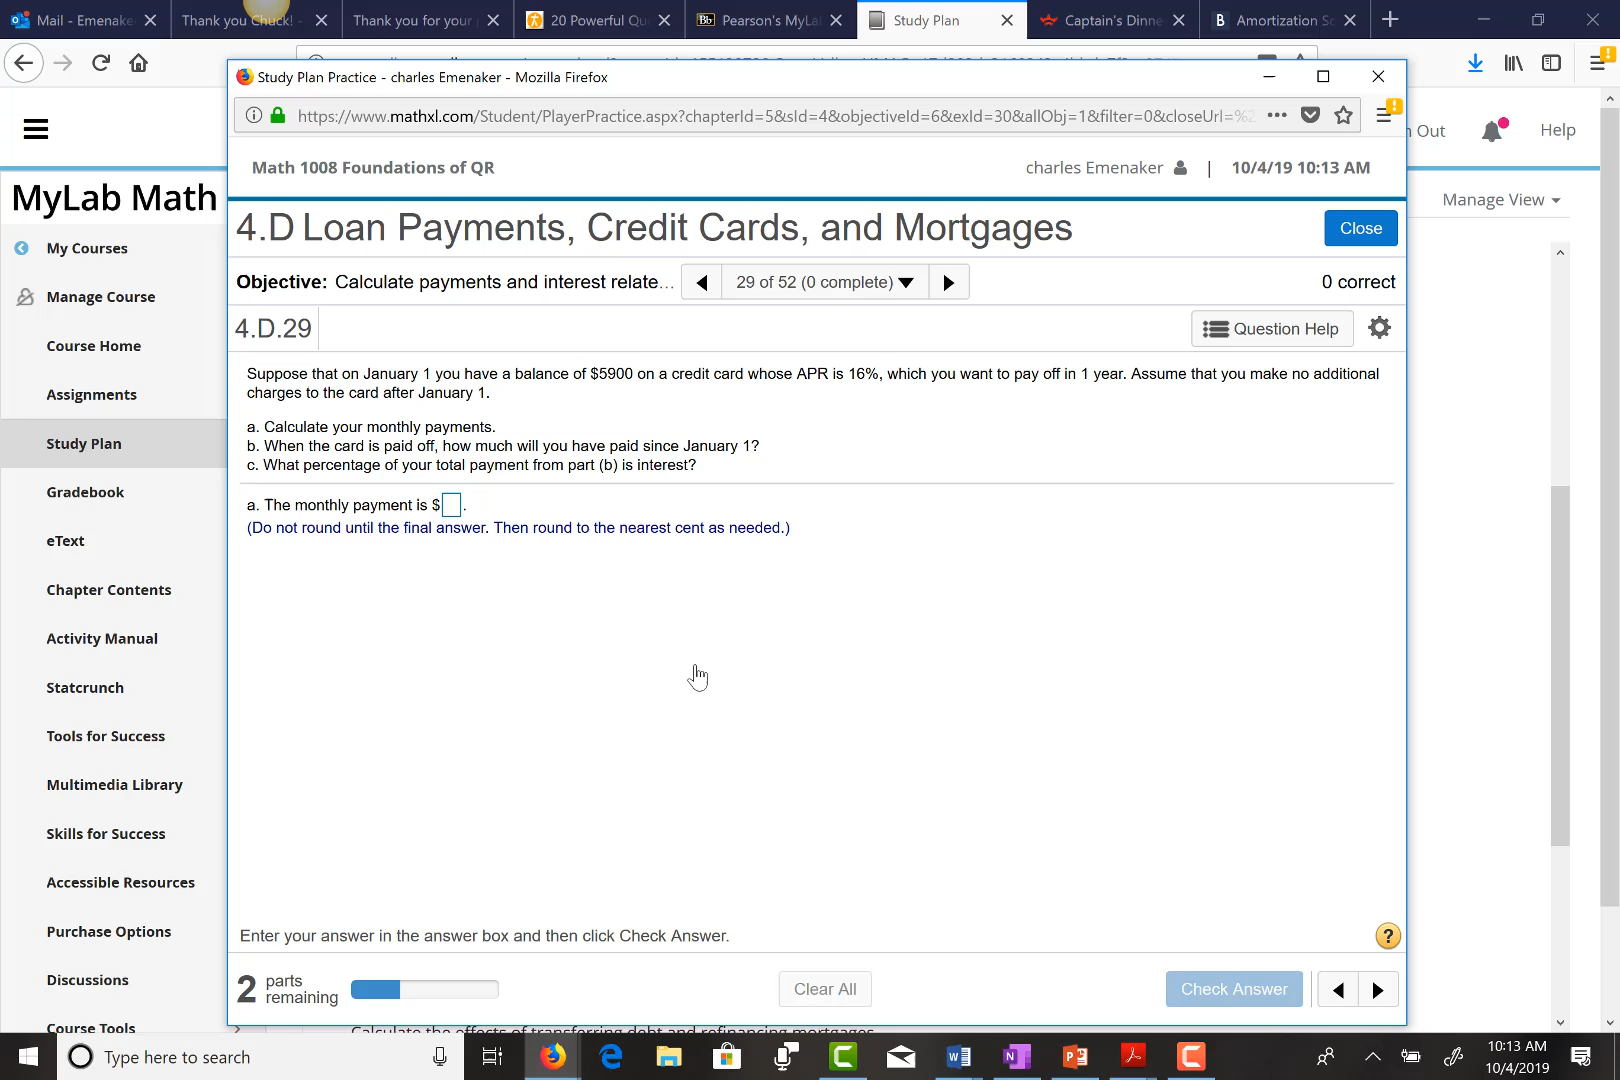 Mail - Emenake
Thank you Chuck! -
Thank you for your
20 Powerful Qu
Bb
Pearson's MyLa
Study Plan
Captain's Dinne
B
Amortization Sc
Study Plan Practice - charles Emenaker - Mozilla Firefox
https://www.mathxl.com/Student/PlayerPractice.aspx?chapterId=5&sId=4&objectiveId=6&exId=30&allObj=1&filter=0&closeUrl=%2
n Out
Help
Math 1008 Foundations of QR
charles Emenaker | 10/4/19 10:13 AM
MyLab Math
Manage View
4.D Loan Payments, Credit Cards, and Mortgages
Close
My Courses
Manage Course
Course Home
Assignments
Study Plan
Gradebook
eText
Chapter Contents
Activity Manual
Statcrunch
Tools for Success
Multimedia Library
Skills for Success
Accessible Resources
Purchase Options
Discussions
Course Tools
Objective: Calculate payments and interest relate...
29 of 52 (0 complete)
0 correct
4.D.29
Question Help
Suppose that on January 1 you have a balance of $5900 on a credit card whose APR is 16%, which you want to pay off in 1 year. Assume that you make no additional
charges to the card after January 1.
a. Calculate your monthly payments.
b. When the card is paid off, how much will you have paid since January 1?
c. What percentage of your total payment from part (b) is interest?
a. The monthly payment is $ .
(Do not round until the final answer. Then round to the nearest cent as needed.)
Enter your answer in the answer box and then click Check Answer.
?
2 parts
remaining
Clear All
Check Answer
Calculate the effects of transferring debt and refinancing mortgages
Type here to search
10:13 AM
10/4/2019